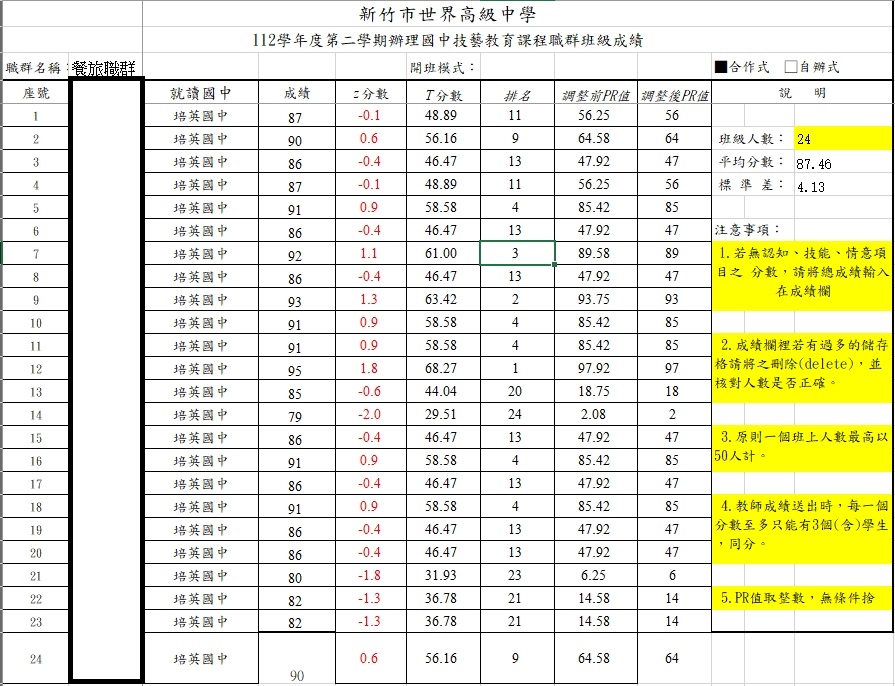 新竹市世界高級中學
112學年度第二學期辦理國中技藝教育課程職群班級成績
職群名稱：餐旅職群 開班模式： ■合作式 □自辦式
座號 就讀國中 成績 z分數 T分數 排名 調整前PR值 調整後PR值 說 明
1 培英國中 87 -0.1 48.89 11 56.25 56
2 培英國中 90 0.6 56.16 9 64.58 64 班級人數： 24
3 培英國中 86 -0.4 46.47 13 47.92 47 平均分數： 87.46
4 培英國中 87 -0.1 48.89 11 56.25 56 標 準 差： 4.13
5 培英國中 91 0.9 58.58 4 85.42 85
6 培英國中 86 -0.4 46.47 13 47.92 47 注意事項：
7 培英國中 92 1.1 61.00 3 89.58 89
8 培英國中 86 -0.4 46.47 13 47.92 47
9 培英國中 93 1.3 63.42 2 93.75 93
10 培英國中 91 0.9 58.58 4 85.42 85
11 培英國中 91 0.9 58.58 4 85.42 85
12 培英國中 95 1.8 68.27 1 97.92 97
13 培英國中 85 -0.6 44.04 20 18.75 18
14 培英國中 79 -2.0 29.51 24 2.08 2
15 培英國中 86 -0.4 46.47 13 47.92 47
16 培英國中 91 0.9 58.58 4 85.42 85
17 培英國中 86 -0.4 46.47 13 47.92 47
18 培英國中 91 0.9 58.58 4 85.42 85
19 培英國中 86 -0.4 46.47 13 47.92 47
20 培英國中 86 -0.4 46.47 13 47.92 47
21 培英國中 80 -1.8 31.93 23 6.25 6
22 培英國中 82 -1.3 36.78 21 14.58 14
23 培英國中 82 -1.3 36.78 21 14.58 14
24 培英國中 90 0.6 56.16 9 64.58 64
1.若無認知、技能、情意項
目之 分數，請將總成績輸入
在成績欄
2.成績欄裡若有過多的儲存
格請將之刪除(delete)，並
核對人數是否正確。
3.原則一個班上人數最高以
50人計。
4.教師成績送出時，每一個
分數至多只能有3個(含)學生
，同分。
5.PR值取整數，無條件捨